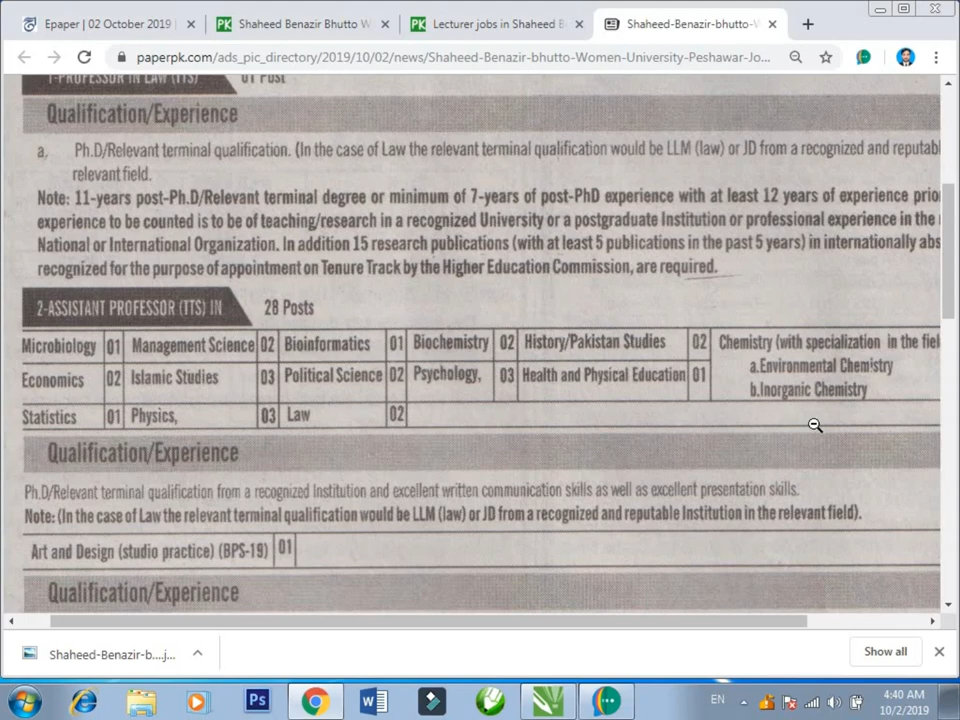 Epaper | 02 October 2019
Shaheed Benazir Bhutto W
Lecturer jobs in Shaheed B
Shaheed-Benazir-bhutto-W
paperpk.com/ads_pic_directory/2019/10/02/news/Shaheed-Benazir-bhutto-Women-University-Peshawar-Jo...
1-PROFESSOR IN LAW (TTS) 01 Post
Qualification/Experience
a. Ph.D/Relevant terminal qualification. (In the case of Law the relevant terminal qualification would be LLM (law) or JD from a recognized and reputabl
relevant field.
Note: 11-years post-Ph.D/Relevant terminal degree or minimum of 7-years of post-PhD experience with at least 12 years of experience prio
experience to be counted is to be of teaching/research in a recognized University or a postgraduate Institution or professional experience in the
National or International Organization. In addition 15 research publications (with at least 5 publications in the past 5 years) in internationally abs
recognized for the purpose of appointment on Tenure Track by the Higher Education Commission, are required.
2-ASSISTANT PROFESSOR (TTS) IN 28 Posts
Microbiology 01 Management Science 02 Bioinformatics 01 Biochemistry 02 History/Pakistan Studies 02 Chemistry (with specialization in the fiel
Economics 02 Islamic Studies 03 Political Science 02 Psychology, 03 Health and Physical Education 01 a.Environmental Chemistry
b.Inorganic Chemistry
Statistics 01 Physics, 03 Law 02
Qualification/Experience
Ph.D/Relevant terminal qualification from a recognized Institution and excellent written communication skills as well as excellent presentation skills.
Note: (In the case of Law the relevant terminal qualification would be LLM (law) or JD from a recognized and reputable Institution in the relevant field).
Art and Design (studio practice) (BPS-19) 01
Qualification/Experience
Shaheed-Benazir-b....j...
Show all
Ps
EN
4:40 AM
10/2/2019